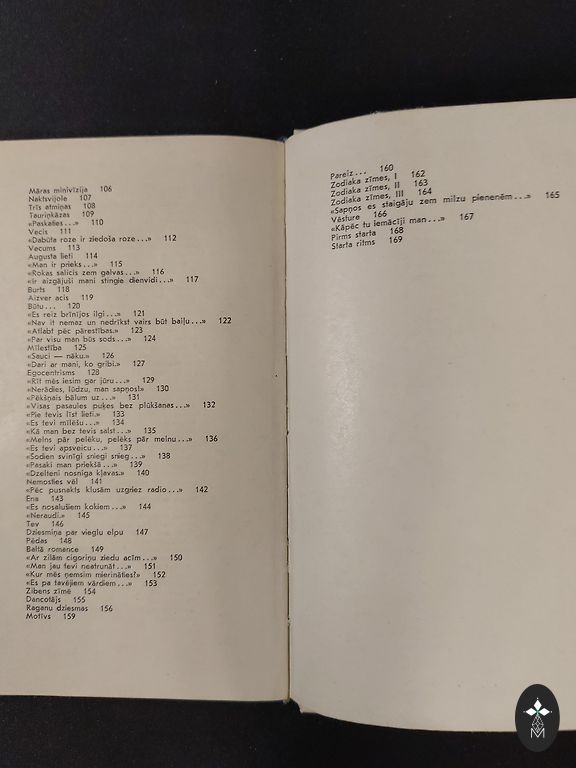 Māras minivīzija 106
Naktsvijole 107
Trīs atmiņas 108
Tauriņkāzas 109
«Paskaties...» 110
Vecis 111
«Dabūta roze ir ziedoša roze...» 112
Vecums 113
Augusta lieti 114
«Man ir prieks...» 115
«Rokas salicis zem galvas...» 116
«Ir aizgājuši mani stingie dienvidi...» 117
Burts 118
Aizver acis 119
Būtu... 120
«Es reiz brīnījos ilgi...» 121
«Nav it nemaz un nedrīkst vairs būt baiļu...» 122
«Atlabt pēc pārestības.» 123
«Par visu man būs sods...» 124
Mīlestība 125
«Sauci — nāku.» 126
«Dari ar mani, ko gribi.» 127
Egocentrisms 128
«Rīt mēs iesim gar jūru...» 129
«Nerādies, lūdzu, man sapņos!» 130
«Pēkšņais bālum uz...» 131
«Visas pasaules puķes bez plūkšanas...» 132
«Pie tevis līst lieti.» 133
«Es tevi mīlēšu...» 134
«Kā man bez tevis salst...» 135
«Melns pār pelēku, pelēks pār melnu...» 136
«Es tevi apsveicu...» 137
«Šodien svinīgi sniegi snieg...» 138
«Pasaki man priekšā...» 139
«Dzelteni nosniga kļavas.» 140
Nemosties vēl 141
«Pēc pusnakts klusām uzgriez radio...» 142
Ēna 143
«Es nosalušiem kokiem...» 144
«Neraudi.» 145
Tev 146
Dziesmiņa par vieglu elpu 147
Pēdas 148
Baltā romance 149
«Ar zilām cigoriņu ziedu acīm...» 150
«Man jau tevi neatrunāt...» 151
«Kur mēs ņemsim mierināties?» 152
«Es pa tavējiem vārdiem...» 153
Zibens zīmē 154
Dancotājs 155
Raganu dziesmas 156
Motīvs 159
Pareiz... 160
Zodiaka zīmes, I 162
Zodiaka zīmes, II 163
Zodiaka zīmes, III 164
«Sapņos es staigāju zem milzu pienenēm...» 165
Vēsture 166
«Kāpēc tu iemācīji man...» 167
Pirms starta 168
Starta ritms 169
M